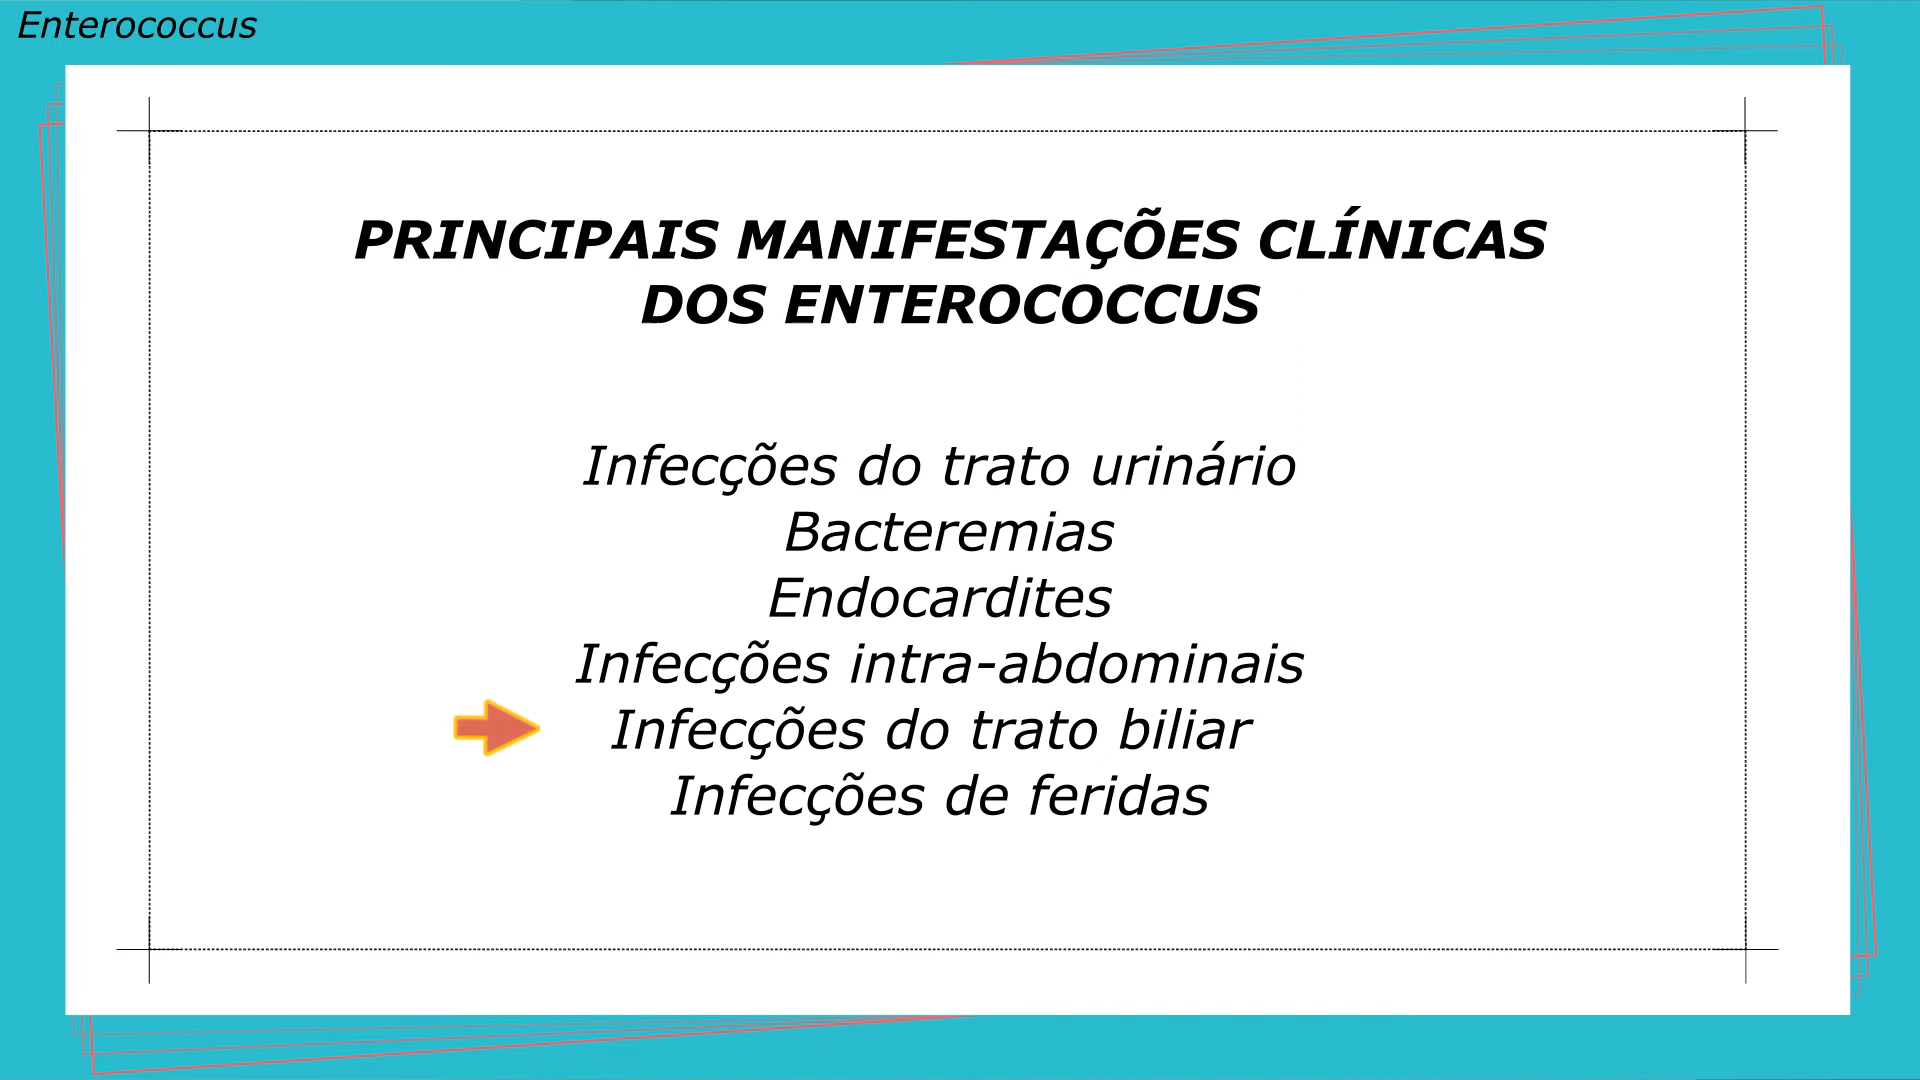 Enterococcus
PRINCIPAIS MANIFESTAÇÕES CLÍNICAS
DOS ENTEROCOCCUS
Infecções do trato urinário
Bacteremias
Endocardites
Infecções intra-abdominais
Infecções do trato biliar
Infecções de feridas